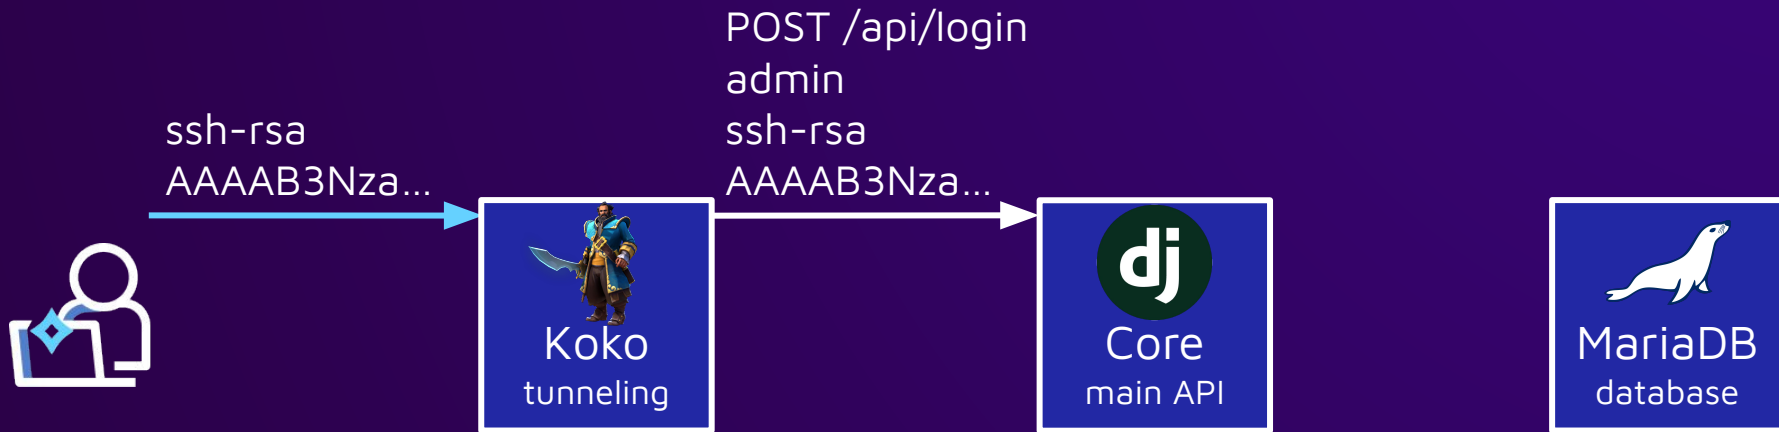 ssh-rsa
AAAAB3Nza...
POST /api/login
admin
ssh-rsa
AAAAB3Nza...
Koko
tunneling
dj
Core
main API
MariaDB
database